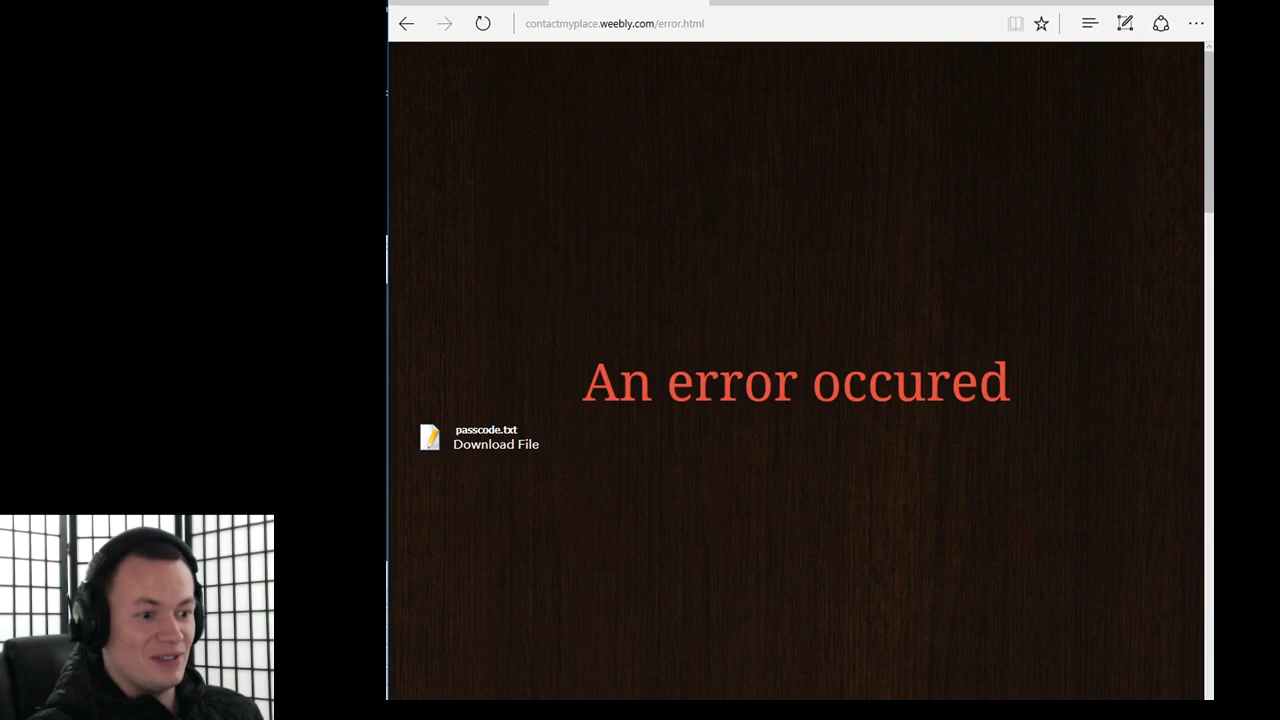 contactmyplace.weebly.com/error.html
An error occured
passcode.txt
Download File